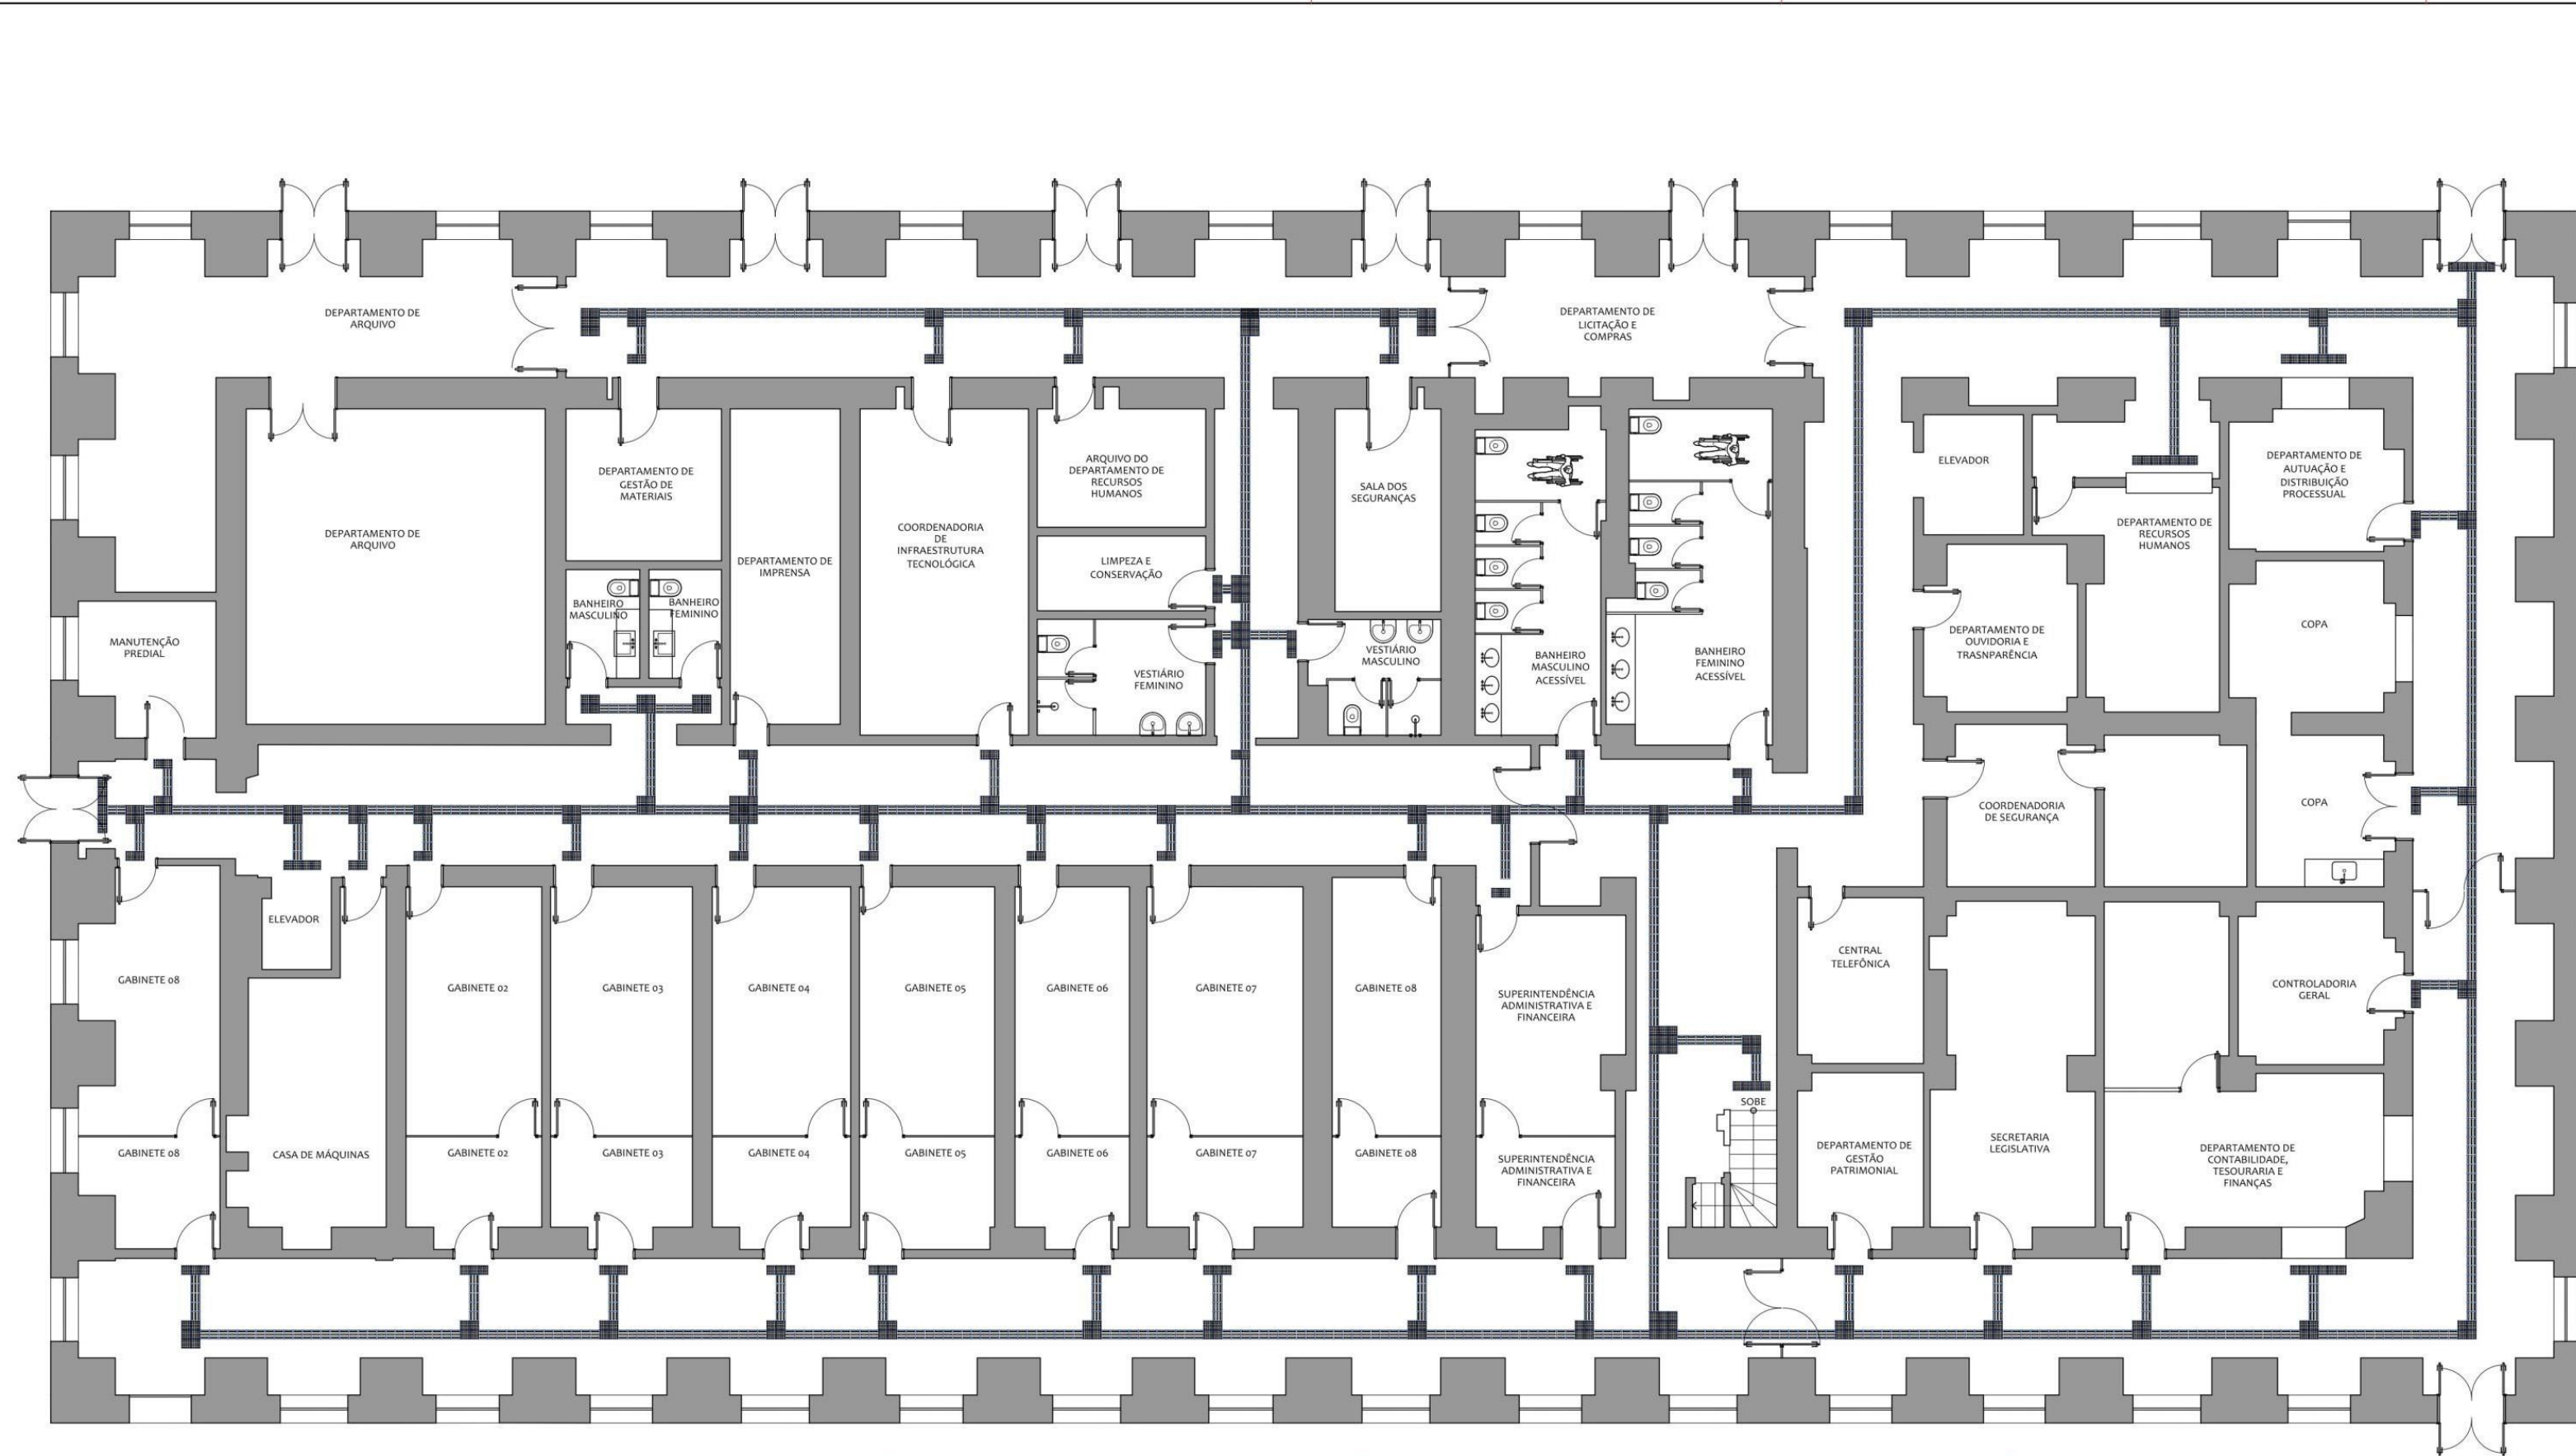 DEPARTAMENTO DE
ARQUIVO
DEPARTAMENTO DE
LICITAÇÃO E
COMPRAS
DEPARTAMENTO DE
ARQUIVO
DEPARTAMENTO DE
GESTÃO DE
MATERIAIS
DEPARTAMENTO DE
IMPRENSA
COORDENADORIA
DE
INFRAESTRUTURA
TECNOLÓGICA
ARQUIVO DO
DEPARTAMENTO DE
RECURSOS
HUMANOS
LIMPEZA E
CONSERVAÇÃO
SALA DOS
SEGURANÇAS
ELEVADOR
DEPARTAMENTO DE
RECURSOS
HUMANOS
DEPARTAMENTO DE
AUTUAÇÃO E
DISTRIBUIÇÃO
PROCESSUAL
MANUTENÇÃO
PREDIAL
BANHEIRO
MASCULINO
BANHEIRO
FEMININO
VESTIÁRIO
FEMININO
VESTIÁRIO
MASCULINO
BANHEIRO
MASCULINO
ACESSÍVEL
BANHEIRO
FEMININO
ACESSÍVEL
DEPARTAMENTO DE
OUVIDORIA E
TRASNPARÊNCIA
COPA
COORDENADORIA
DE SEGURANÇA
COPA
ELEVADOR
GABINETE 08
GABINETE 02
GABINETE 03
GABINETE 04
GABINETE 05
GABINETE 06
GABINETE 07
GABINETE 08
SUPERINTENDÊNCIA
ADMINISTRATIVA E
FINANCEIRA
CENTRAL
TELEFÔNICA
CONTROLADORIA
GERAL
SOBE
GABINETE 08
CASA DE MÁQUINAS
GABINETE 02
GABINETE 03
GABINETE 04
GABINETE 05
GABINETE 06
GABINETE 07
GABINETE 08
SUPERINTENDÊNCIA
ADMINISTRATIVA E
FINANCEIRA
DEPARTAMENTO DE
GESTÃO
PATRIMONIAL
SECRETARIA
LEGISLATIVA
DEPARTAMENTO DE
CONTABILIDADE,
TESOURARIA E
FINANÇAS